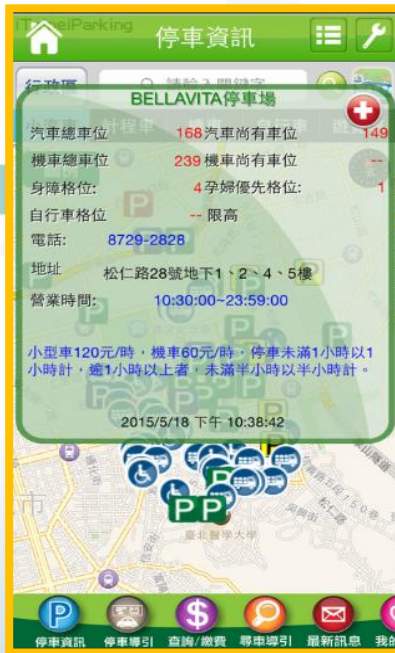 iTaipeiParking
停車資訊
行政區
請輸入關鍵字
BELLAVITA停車場
汽車總車位 168 汽車尚有車位 149
機車總車位 239 機車尚有車位 --
身障格位: 4 孕婦優先格位: 1
自行車格位 -- 限高
電話: 8729-2828
地址 松仁路28號地下1、2、4、5樓
營業時間: 10:30:00~23:59:00
小型車120元/時，機車60元/時，停車未滿1小時以1
小時計，逾1小時以上者，未滿半小時以半小時計。
2015/5/18 下午 10:38:42
P P
市
臺北醫學大學
吳興街
松仁路
停車資訊 停車導引 查詢/繳費 尋車導引 最新訊息 我的